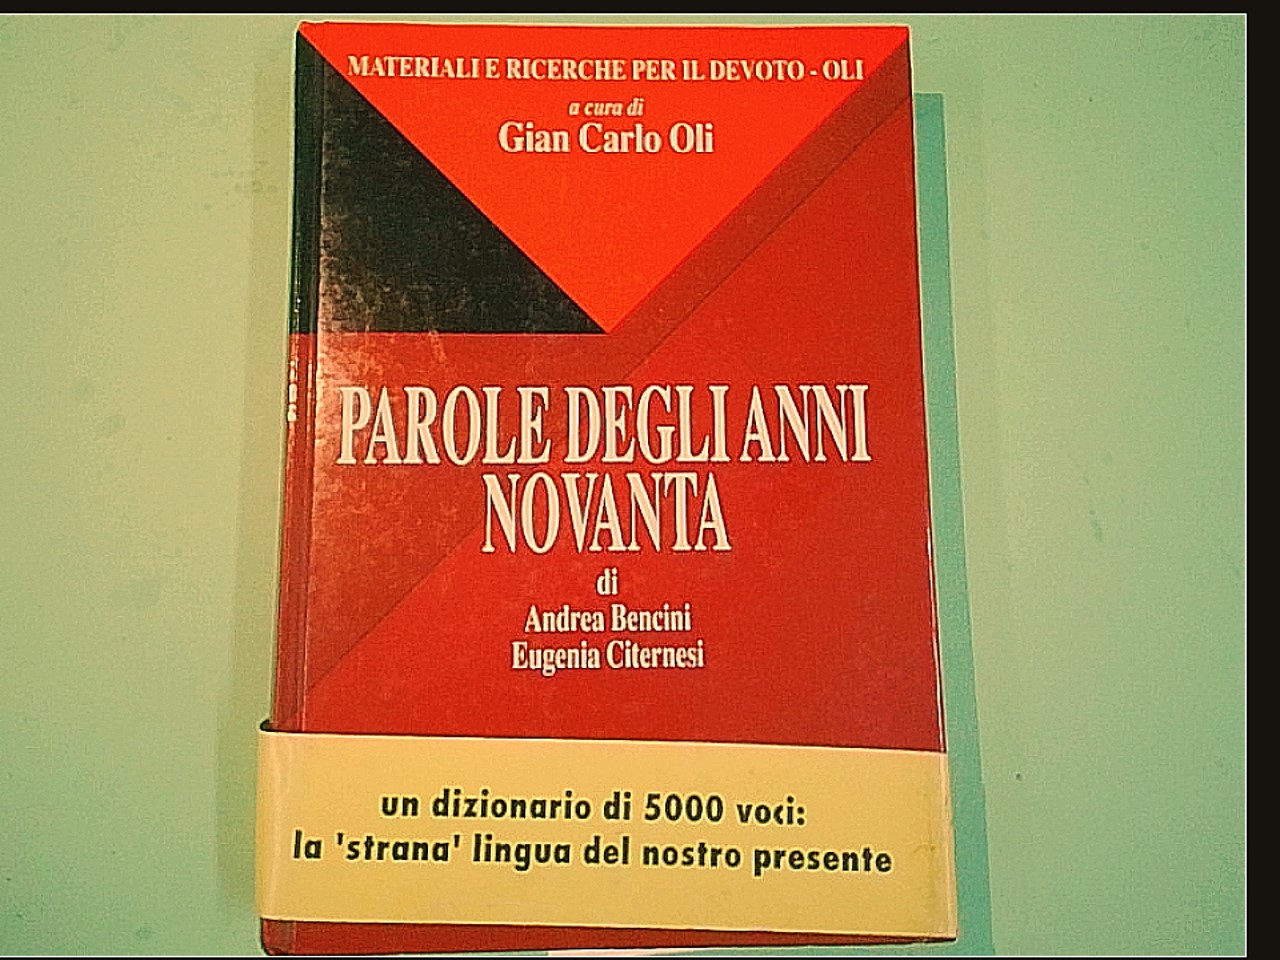 MATERIALI E RICERCHE PER IL DEVOTO - OLI
a cura di
Gian Carlo Oli
PAROLE DEGLI ANNI
NOVANTA
di
Andrea Bencini
Eugenia Citernesi
un dizionario di 5000 voci:
la 'strana' lingua del nostro presente